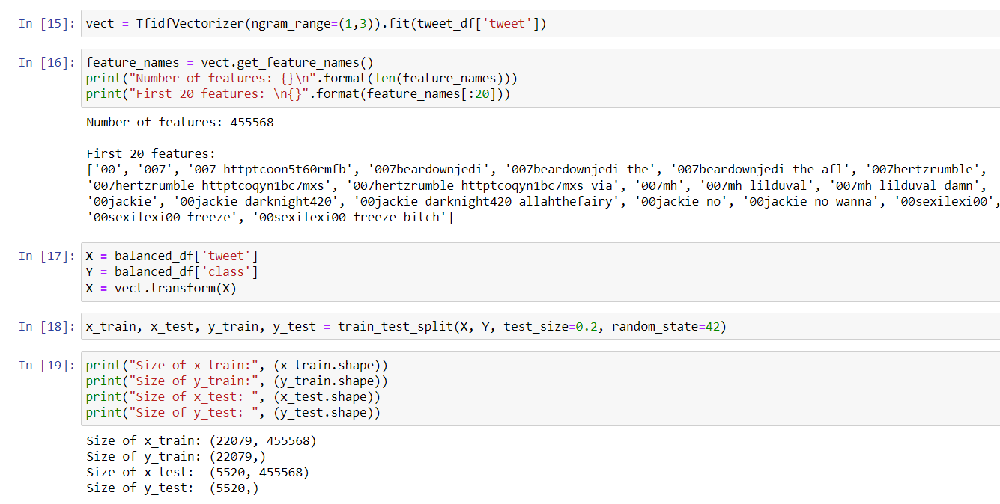 In [15]: vect = TfidfVectorizer(ngram_range=(1,3)).fit(tweet_df['tweet'])
In [16]: feature_names = vect.get_feature_names()
print("Number of features: {}\n".format(len(feature_names)))
print("First 20 features: \n{}".format(feature_names[:20]))
Number of features: 455568
First 20 features:
['00', '007', '007 httptcoon5t60rmfb', '007beardownjedi', '007beardownjedi the', '007beardownjedi the afl', '007hertzrumble',
'007hertzrumble httptcoqyn1bc7mxs', '007hertzrumble httptcoqyn1bc7mxs via', '007mh', '007mh lilduval', '007mh lilduval damn',
'00jackie', '00jackie darknight420', '00jackie darknight420 allahthefairy', '00jackie no', '00jackie no wanna', '00sexilexi00',
'00sexilexi00 freeze', '00sexilexi00 freeze bitch']
In [17]: X = balanced_df['tweet']
Y = balanced_df['class']
X = vect.transform(X)
In [18]: x_train, x_test, y_train, y_test = train_test_split(X, Y, test_size=0.2, random_state=42)
In [19]: print("Size of x_train:", (x_train.shape))
print("Size of y_train:", (y_train.shape))
print("Size of x_test: ", (x_test.shape))
print("Size of y_test: ", (y_test.shape))
Size of x_train: (22079, 455568)
Size of y_train: (22079,)
Size of x_test:  (5520, 455568)
Size of y_test:  (5520,)